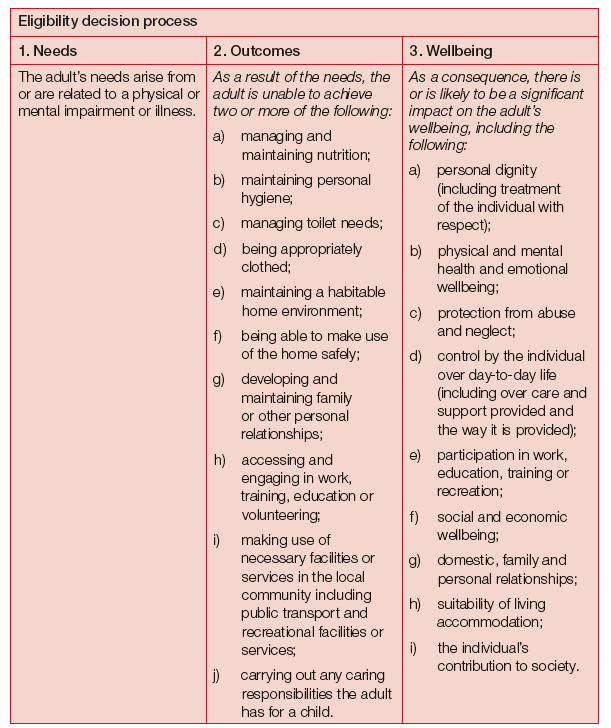 Eligibility decision process
1. Needs
The adult's needs arise from
or are related to a physical or
mental impairment or illness.
2. Outcomes
As a result of the needs, the
adult is unable to achieve
two or more of the following:
a) managing and
maintaining nutrition;
b) maintaining personal
hygiene;
c) managing toilet needs;
d) being appropriately
clothed;
e) maintaining a habitable
home environment;
f) being able to make use
of the home safely;
g) developing and
maintaining family
or other personal
relationships;
h) accessing and
engaging in work,
training, education or
volunteering;
i) making use of
necessary facilities or
services in the local
community including
public transport and
recreational facilities or
services;
j) carrying out any caring
responsibilities the adult
has for a child.
3. Wellbeing
As a consequence, there is
or is likely to be a significant
impact on the adult's
wellbeing, including the
following:
a) personal dignity
(including treatment
of the individual with
respect);
b) physical and mental
health and emotional
wellbeing;
c) protection from abuse
and neglect;
d) control by the individual
over day-to-day life
(including over care and
support provided and
the way it is provided);
e) participation in work,
education, training or
recreation;
f) social and economic
wellbeing;
g) domestic, family and
personal relationships;
h) suitability of living
accommodation;
i) the individual's
contribution to society.